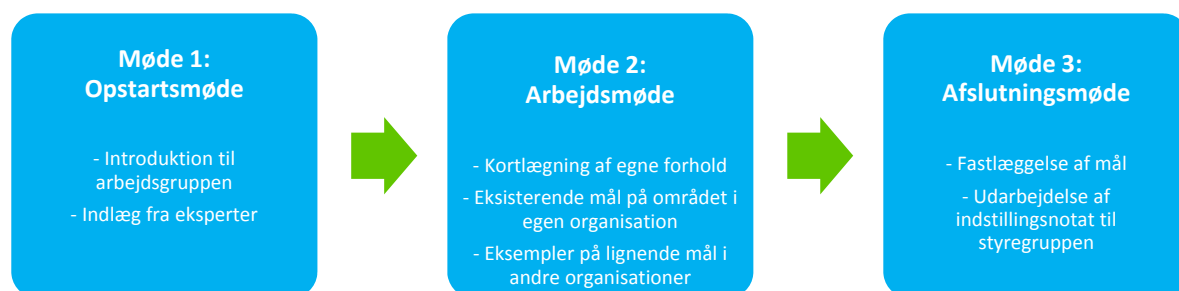 Møde 1:
Opstartsmøde
- Introduktion til
arbejdsgruppen
- Indlæg fra eksperter
Møde 2:
Arbejdsmøde
- Kortlægning af egne forhold
- Eksisterende mål på området i
egen organisation
- Eksempler på lignende mål i
andre organisationer
Møde 3:
Afslutningsmøde
- Fastlæggelse af mål
- Udarbejdelse af
indstillingsnotat til
styregruppen